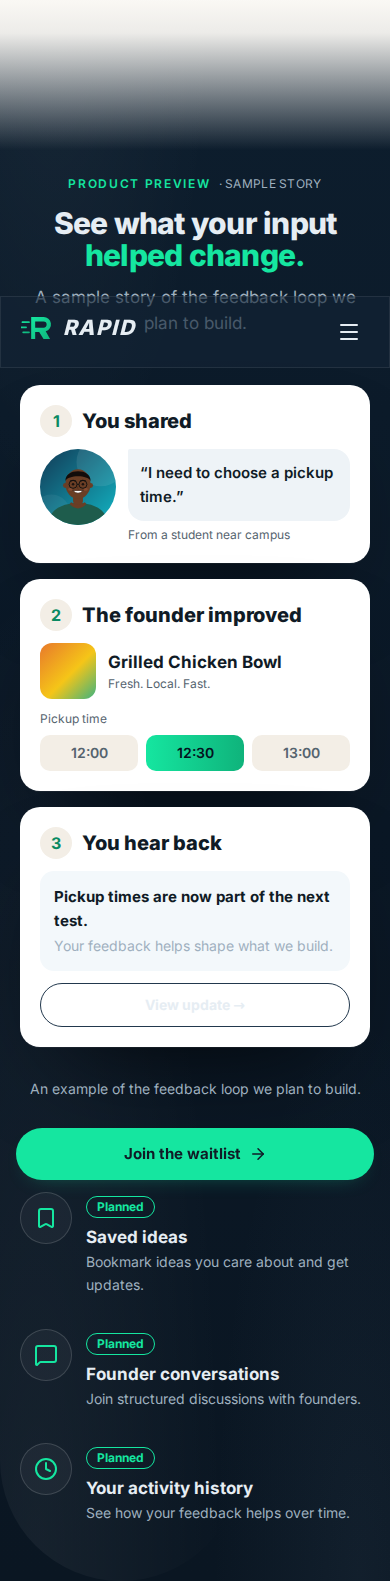 PRODUCT PREVIEW · SAMPLE STORY
See what your input
helped change.
A sample story of the feedback loop we
plan to build.
RAPID
1 You shared
“I need to choose a pickup
time.”
From a student near campus
2 The founder improved
Grilled Chicken Bowl
Fresh. Local. Fast.
Pickup time
12:00 12:30 13:00
3 You hear back
Pickup times are now part of the next
test.
Your feedback helps shape what we build.
View update →
An example of the feedback loop we plan to build.
Join the waitlist →
Planned
Saved ideas
Bookmark ideas you care about and get
updates.
Planned
Founder conversations
Join structured discussions with founders.
Planned
Your activity history
See how your feedback helps over time.